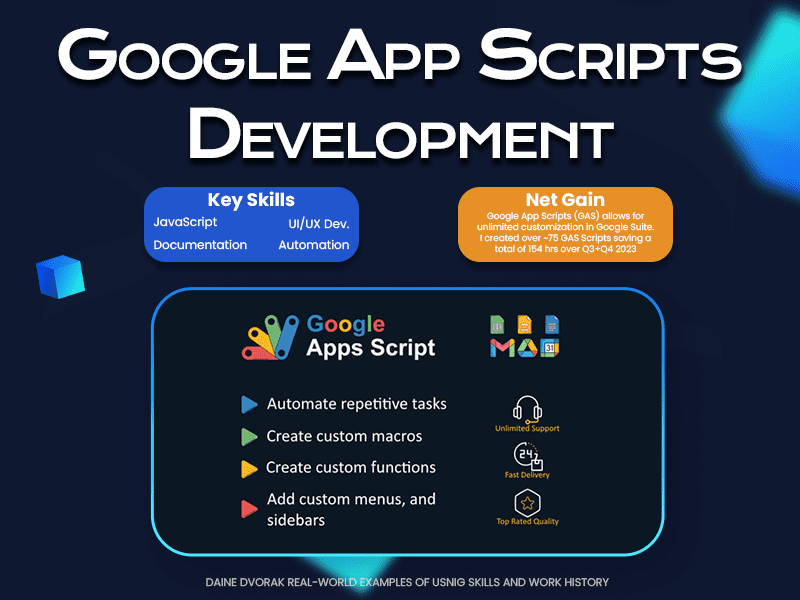 Google App Scripts
Development
Key Skills
JavaScript
UI/UX Dev.
Documentation
Automation
Net Gain
Google App Scripts (GAS) allows for
unlimited customization in Google Suite.
I created over ~75 GAS Scripts saving a
total of 154 hrs over Q3+Q4 2023
Google
Apps Script
31
Automate repetitive tasks
Create custom macros
Create custom functions
Add custom menus, and
sidebars
Unlimited Support
24
Fast Delivery
Top Rated Quality
DAINE DVORAK REAL-WORLD EXAMPLES OF USNIG SKILLS AND WORK HISTORY